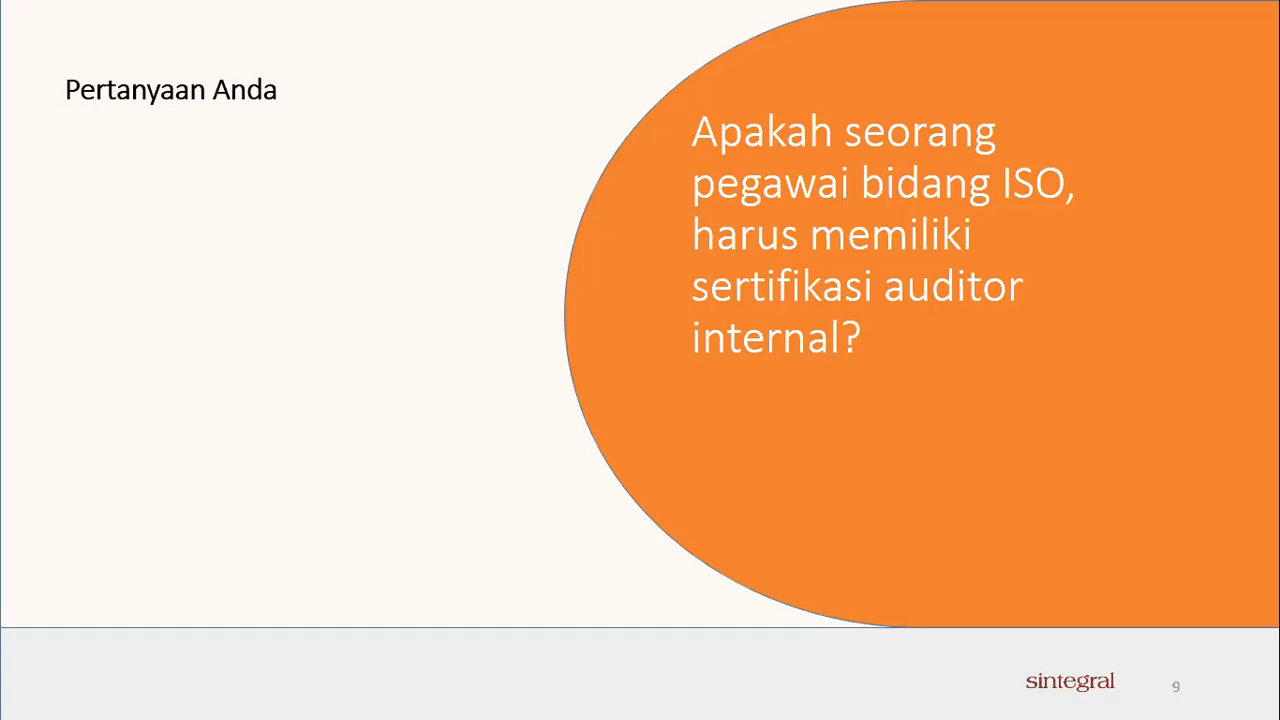 Pertanyaan Anda
Apakah seorang
pegawai bidang ISO,
harus memiliki
sertifikasi auditor
internal?
sintegral
9